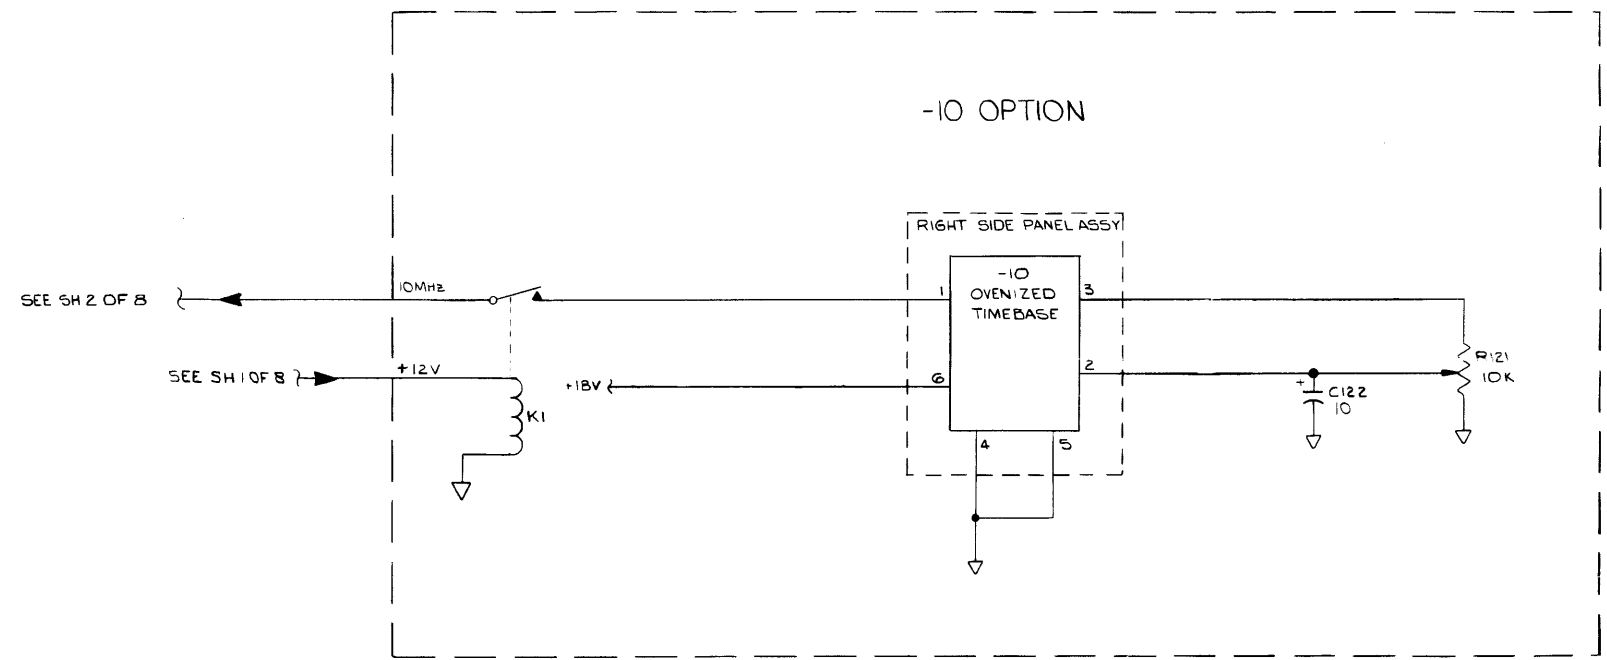 -10 OPTION
RIGHT SIDE PANEL ASSY
-10
OVENIZED
TIMEBASE
1
3
10MHz
SEE SH 2 OF 8
R121
10K
2
+12V
SEE SH 1 OF 8
+18V
6
C122
10
+
K1
4
5